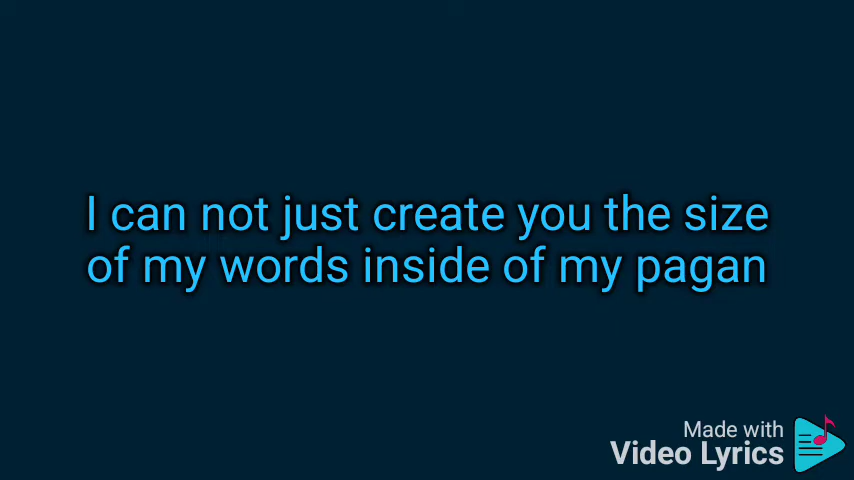 I can not just create you the size
of my words inside of my pagan
Made with
Video Lyrics